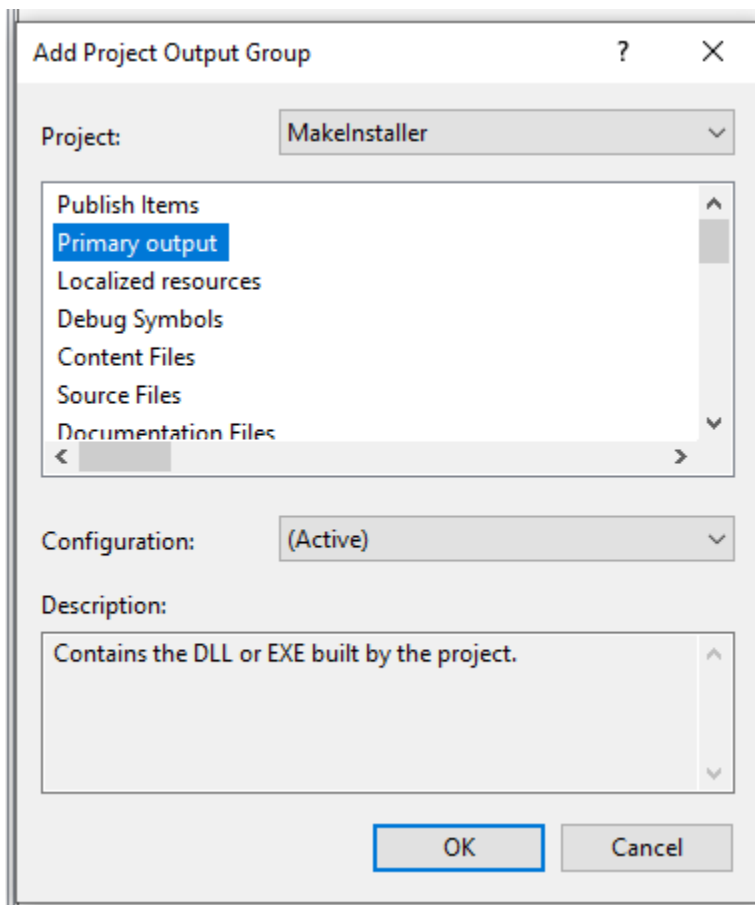 Add Project Output Group ?
Project: MakeInstaller
Publish Items
Primary output
Localized resources
Debug Symbols
Content Files
Source Files
Documentation Files
Configuration: (Active)
Description:
Contains the DLL or EXE built by the project.
OK Cancel